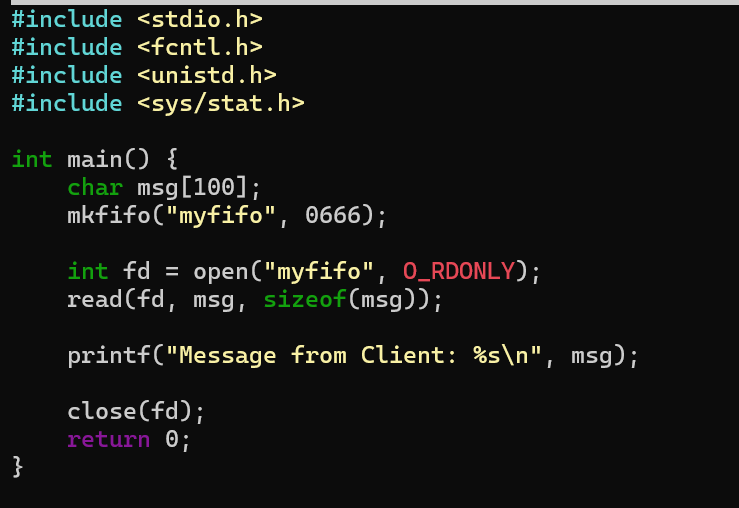 #include <stdio.h>
#include <fcntl.h>
#include <unistd.h>
#include <sys/stat.h>

int main() {
    char msg[100];
    mkfifo("myfifo", 0666);

    int fd = open("myfifo", O_RDONLY);
    read(fd, msg, sizeof(msg));

    printf("Message from Client: %s\n", msg);

    close(fd);
    return 0;
}